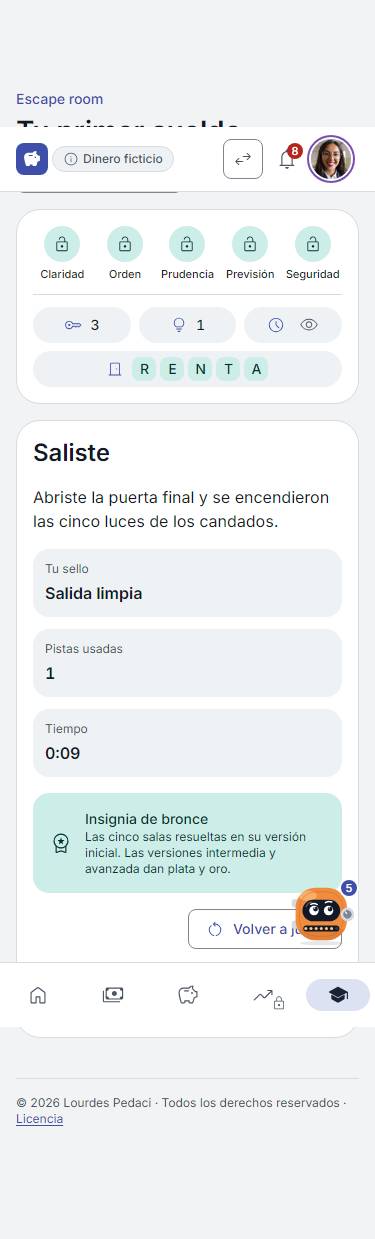 Escape room
Dinero ficticio
8
Claridad
Orden
Prudencia
Previsión
Seguridad
3
1
R E N T A
Saliste
Abriste la puerta final y se encendieron
las cinco luces de los candados.
Tu sello
Salida limpia
Pistas usadas
1
Tiempo
0:09
Insignia de bronce
Las cinco salas resueltas en su versión
inicial. Las versiones intermedia y
avanzada dan plata y oro.
5
Volver a
© 2026 Lourdes Pedaci · Todos los derechos reservados ·
Licencia